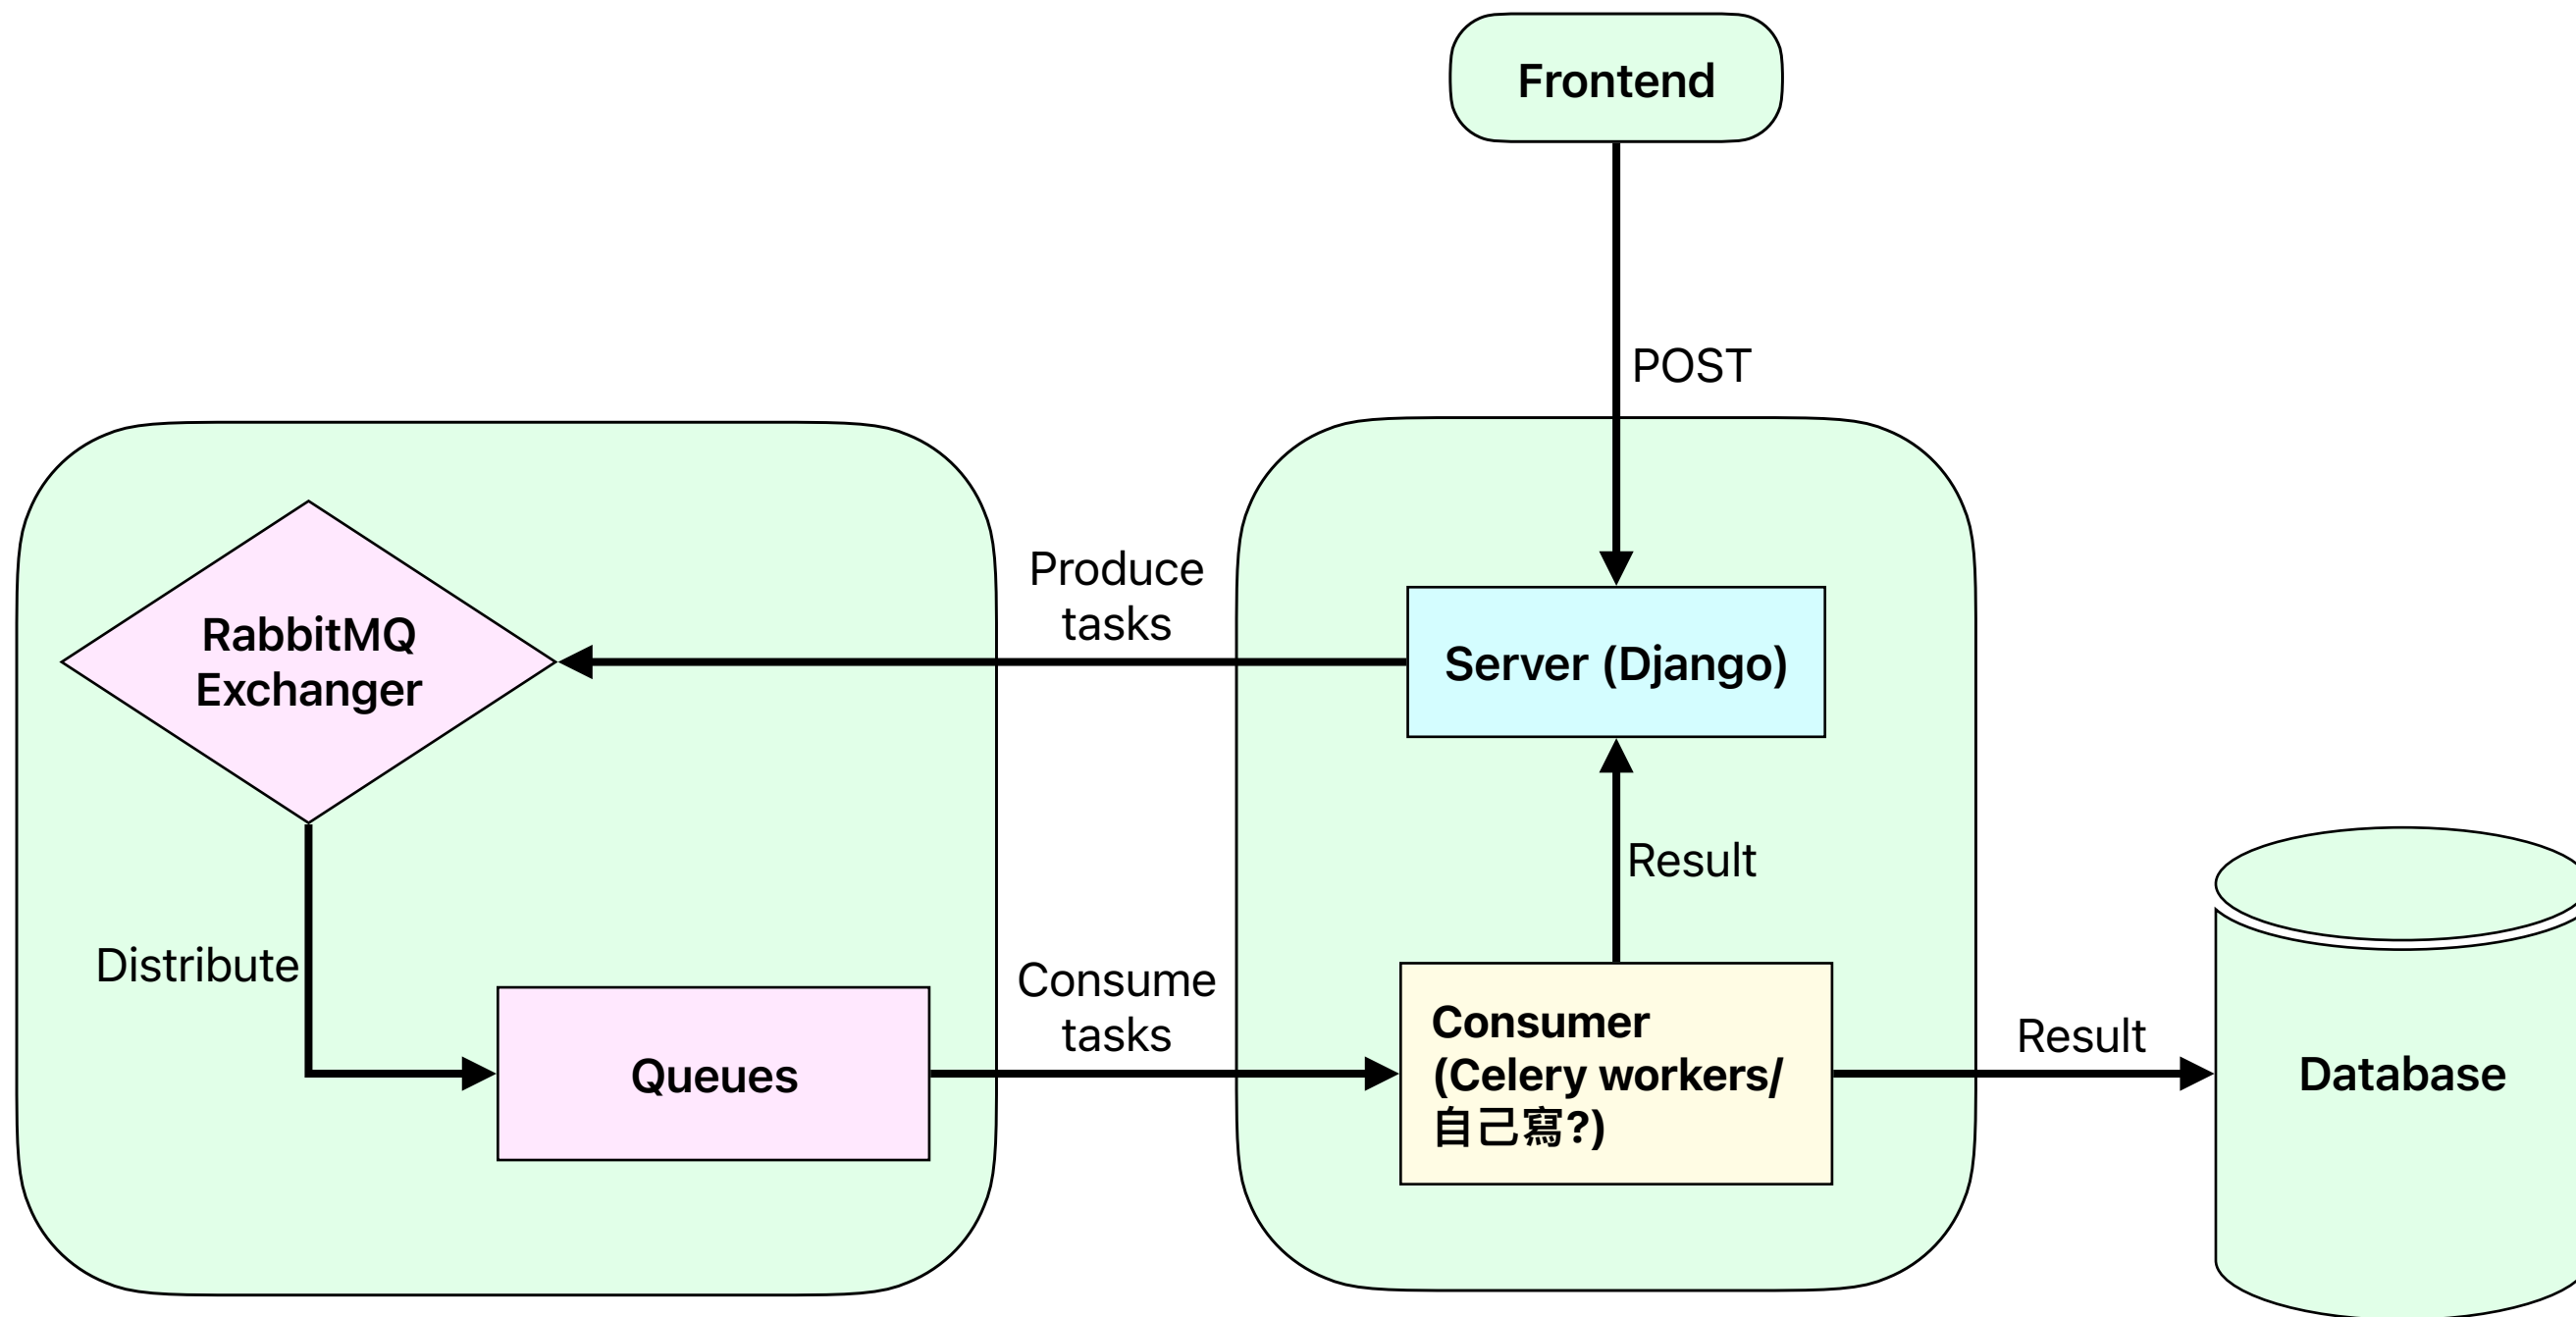 Frontend
POST
Produce
tasks
RabbitMQ
Exchanger
Server (Django)
Result
Distribute
Consume
tasks
Queues
Consumer
(Celery workers/
自己寫?)
Result
Database